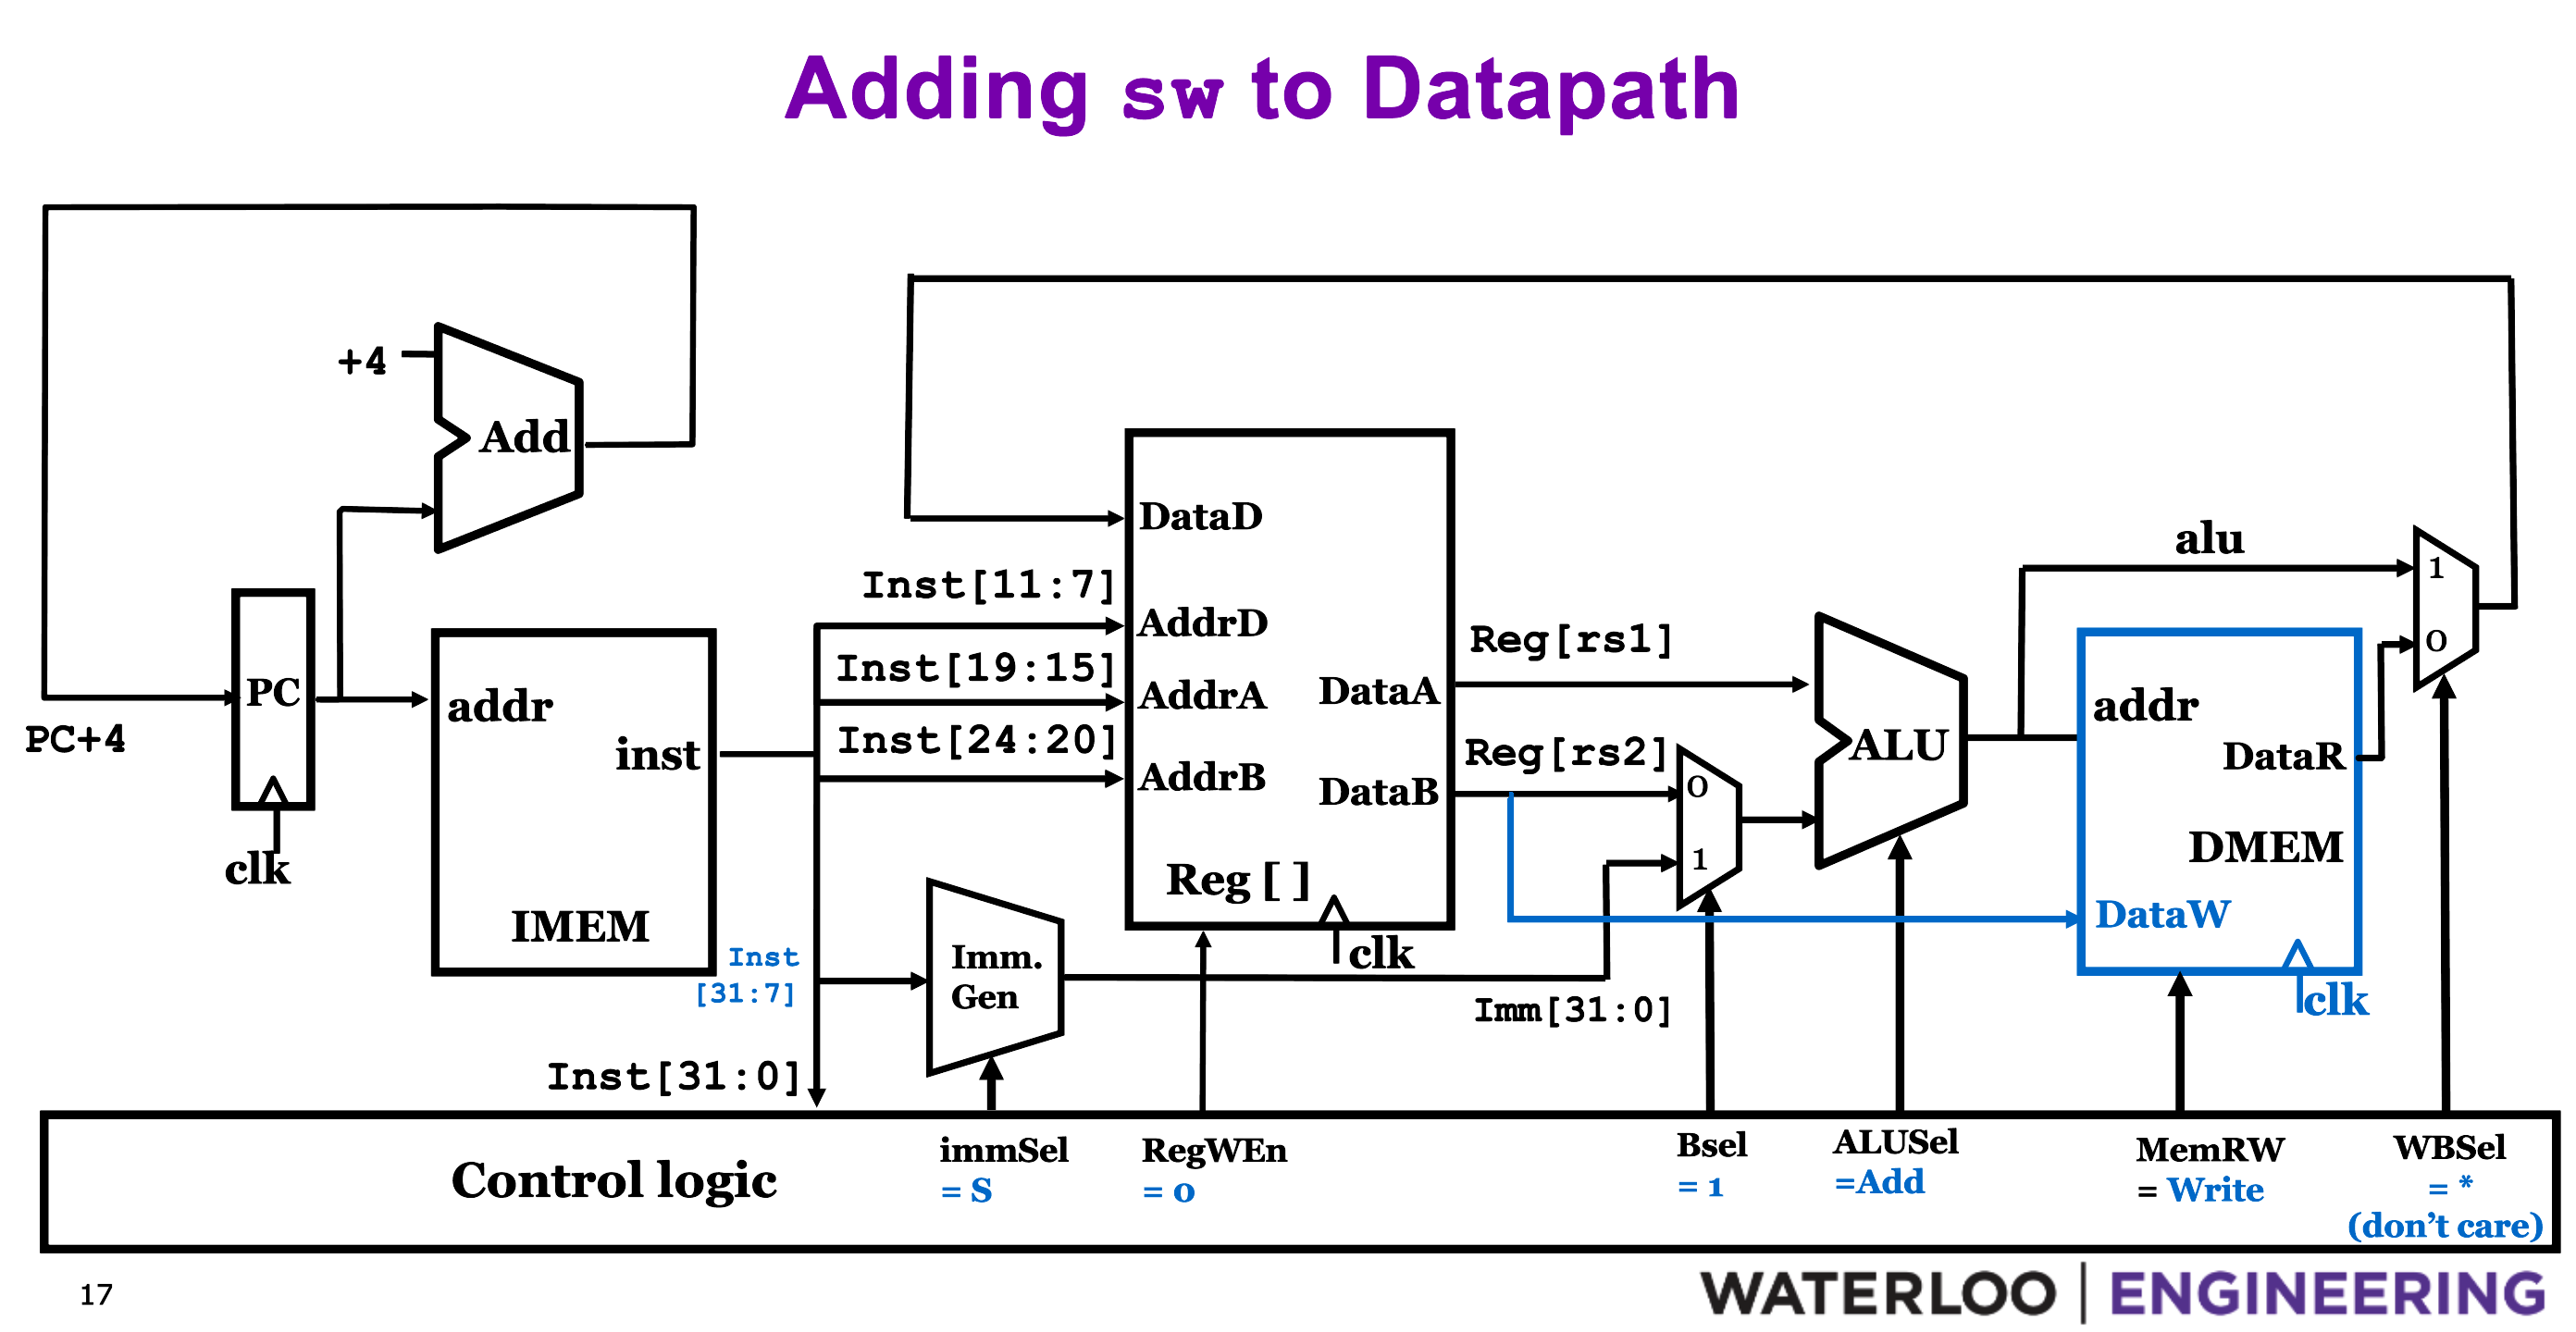 Adding sw to Datapath
+4
Add
DataD
alu
Inst[11:7]
1
AddrD
Reg[rs1]
0
Inst[19:15]
PC
addr
AddrA
DataA
addr
PC+4
inst
Inst[24:20]
Reg[rs2]
ALU
DataR
AddrB
DataB
0
clk
1
DMEM
Reg [ ]
IMEM
DataW
Inst
[31:7]
Imm.
Gen
clk
Imm[31:0]
clk
Inst[31:0]
Control logic
immSel
= S
RegWEn
= 0
Bsel
= 1
ALUSel
=Add
MemRW
= Write
WBSel
= *
(don't care)
17
WATERLOO | ENGINEERING